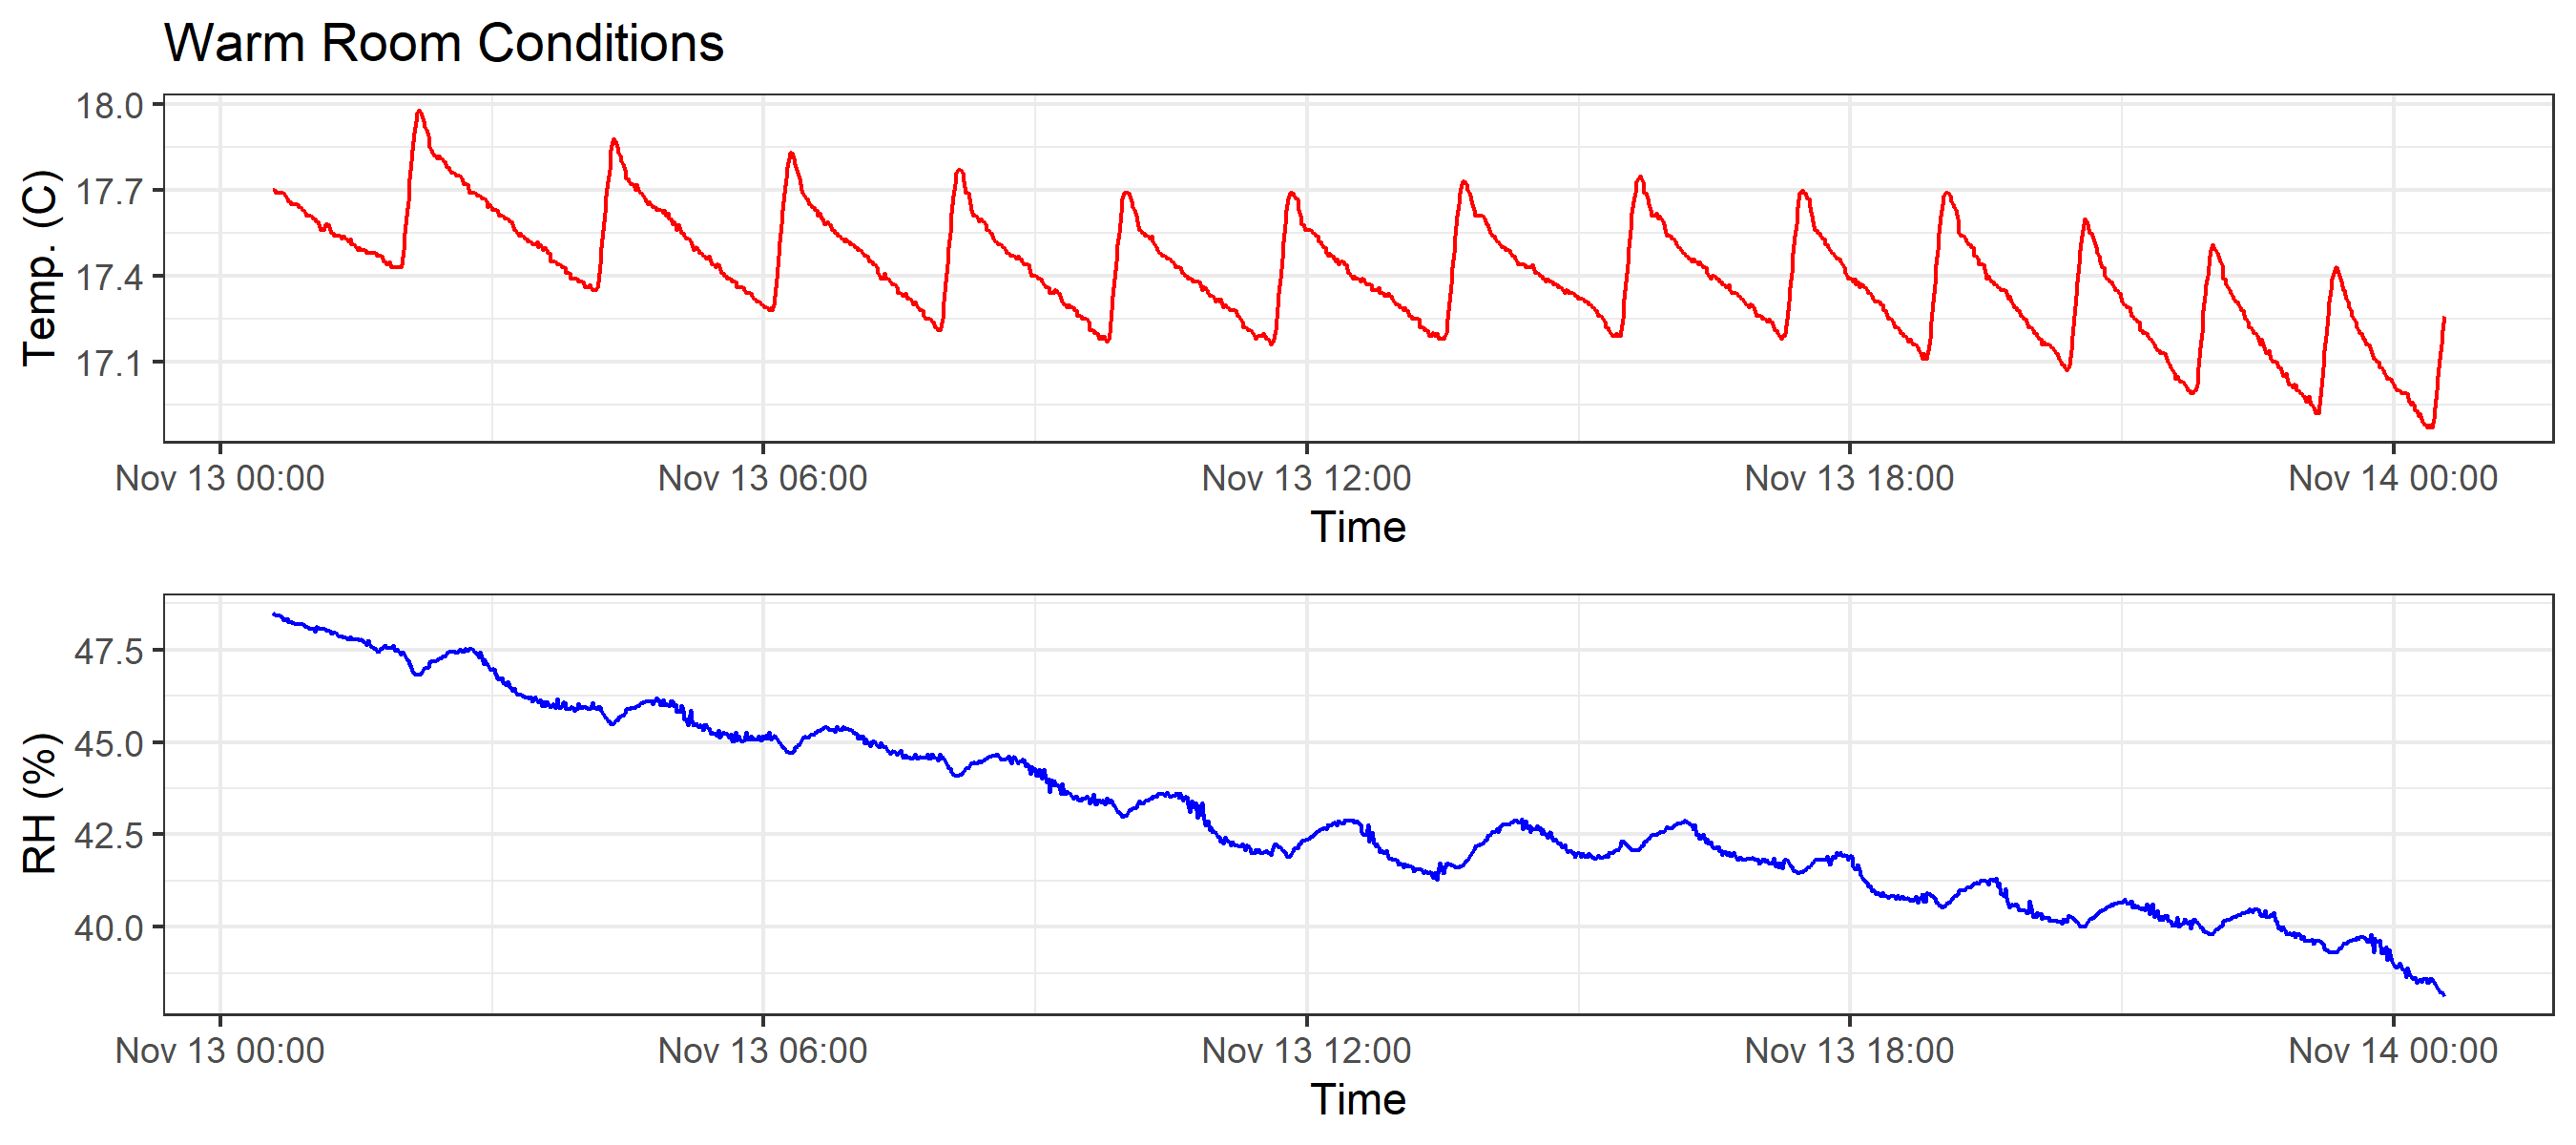 Warm Room Conditions
Temp. (C)
18.0
17.7
17.4
17.1
Nov 13 00:00 Nov 13 06:00 Nov 13 12:00 Nov 13 18:00 Nov 14 00:00
Time
RH (%)
47.5
45.0
42.5
40.0
Nov 13 00:00 Nov 13 06:00 Nov 13 12:00 Nov 13 18:00 Nov 14 00:00
Time